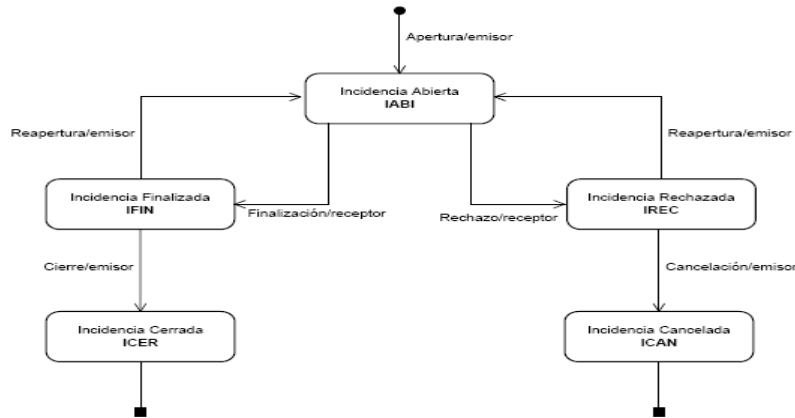 Apertura/emisor
Incidencia Abierta
IABI
Reapertura/emisor
Reapertura/emisor
Incidencia Finalizada
IFIN
Finalización/receptor
Rechazo/receptor
Incidencia Rechazada
IREC
Cierre/emisor
Cancelación/emisor
Incidencia Cerrada
ICER
Incidencia Cancelada
ICAN